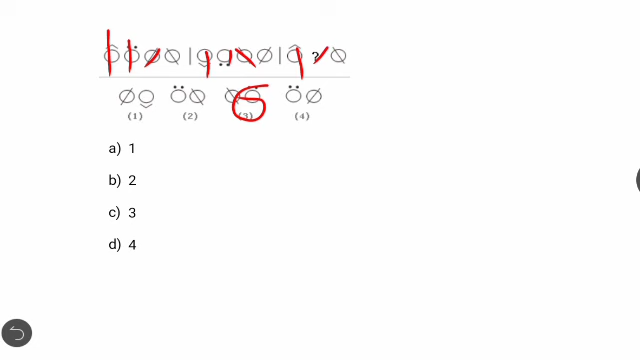 ?
(1) (2) (3) (4)
a) 1
b) 2
c) 3
d) 4